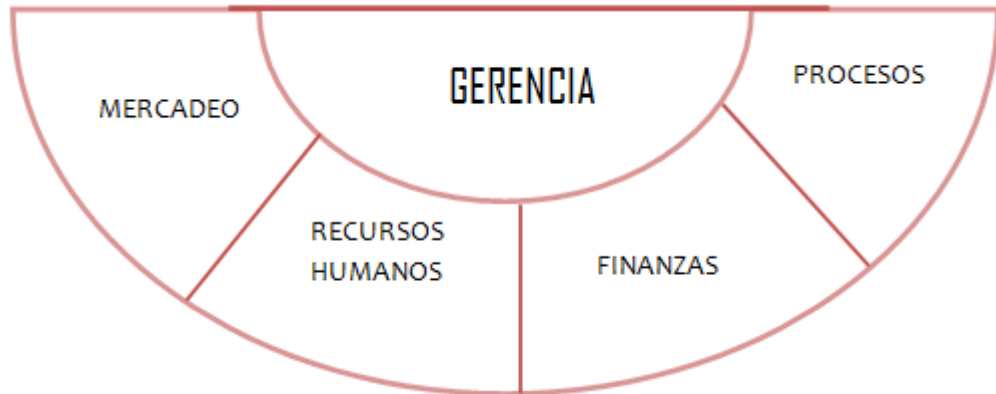 GERENCIA
MERCADEO
RECURSOS
HUMANOS
FINANZAS
PROCESOS